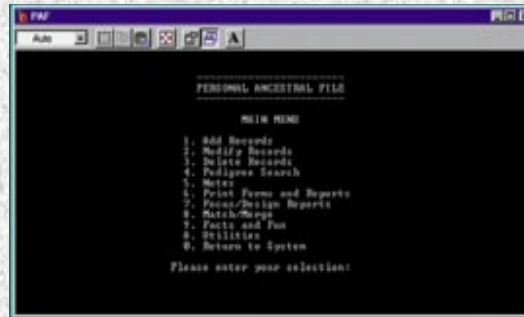 PAF
Auto
A
PERSONAL ANCESTRAL FILE
MAIN MENU
1. Add Records
2. Modify Records
3. Delete Records
4. Pedigree Search
5. Notes
6. Print Forms and Reports
7. Focus/Design Reports
8. Match/Merge
9. Facts and Fun
A. Utilities
0. Return to System
Please enter your selection: